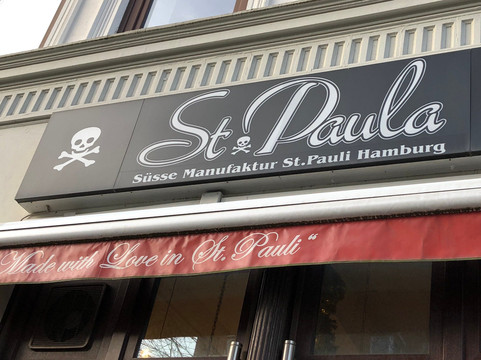 St. Paula
Süsse Manufaktur St.Pauli Hamburg
Made with Love in St. Pauli “